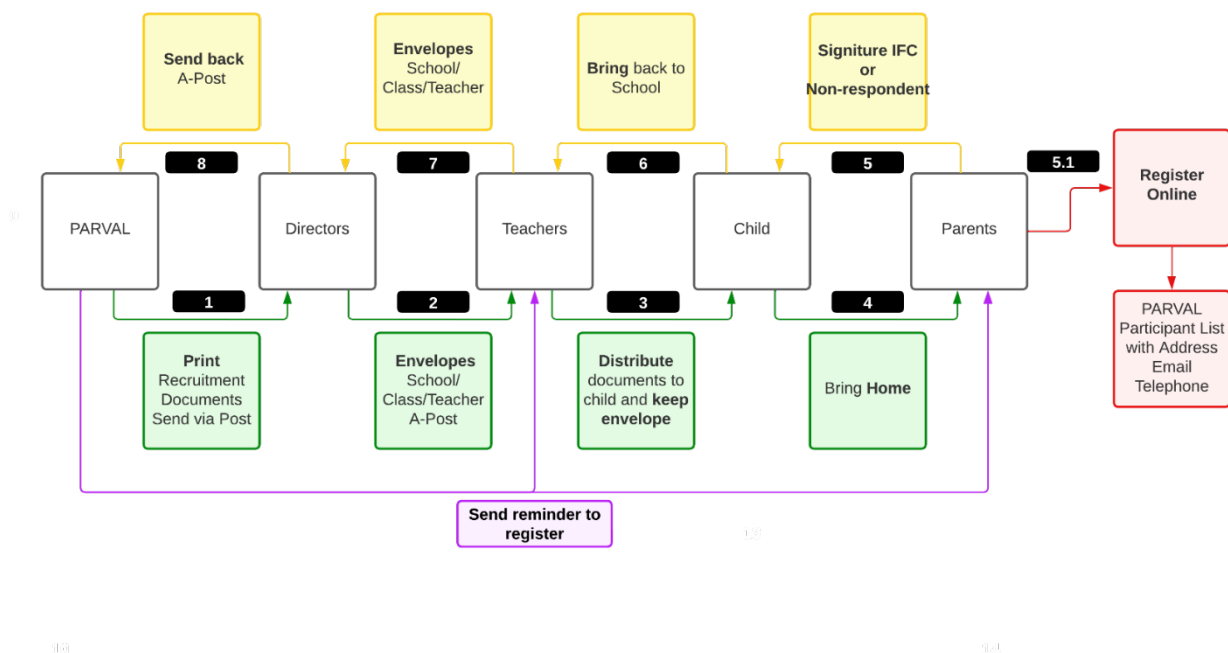 Send back
A-Post
Envelopes
School/
Class/Teacher
Bring back to
School
Signiture IFC
or
Non-respondent
8
7
6
5
5.1
Register
Online
PARVAL
Directors
Teachers
Child
Parents
1
2
3
4
Print
Recruitment
Documents
Send via Post
Envelopes
School/
Class/Teacher
A-Post
Distribute
documents to
child and keep
envelope
Bring Home
PARVAL
Participant List
with Address
Email
Telephone
Send reminder to
register